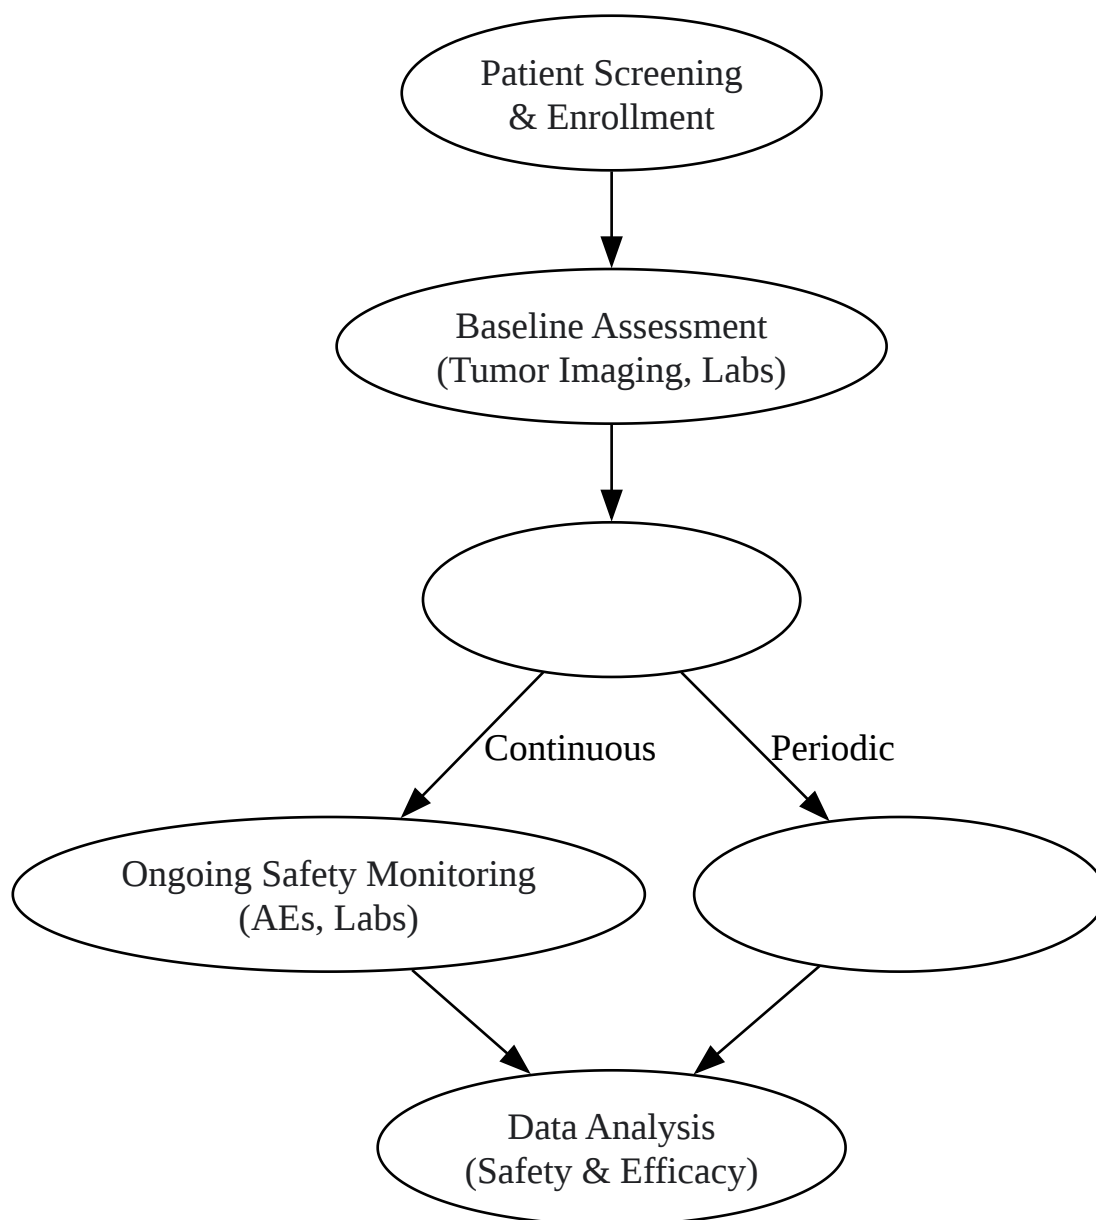 Patient Screening
& Enrollment
Baseline Assessment
(Tumor Imaging, Labs)
Continuous
Periodic
Ongoing Safety Monitoring
(AEs, Labs)
Data Analysis
(Safety & Efficacy)